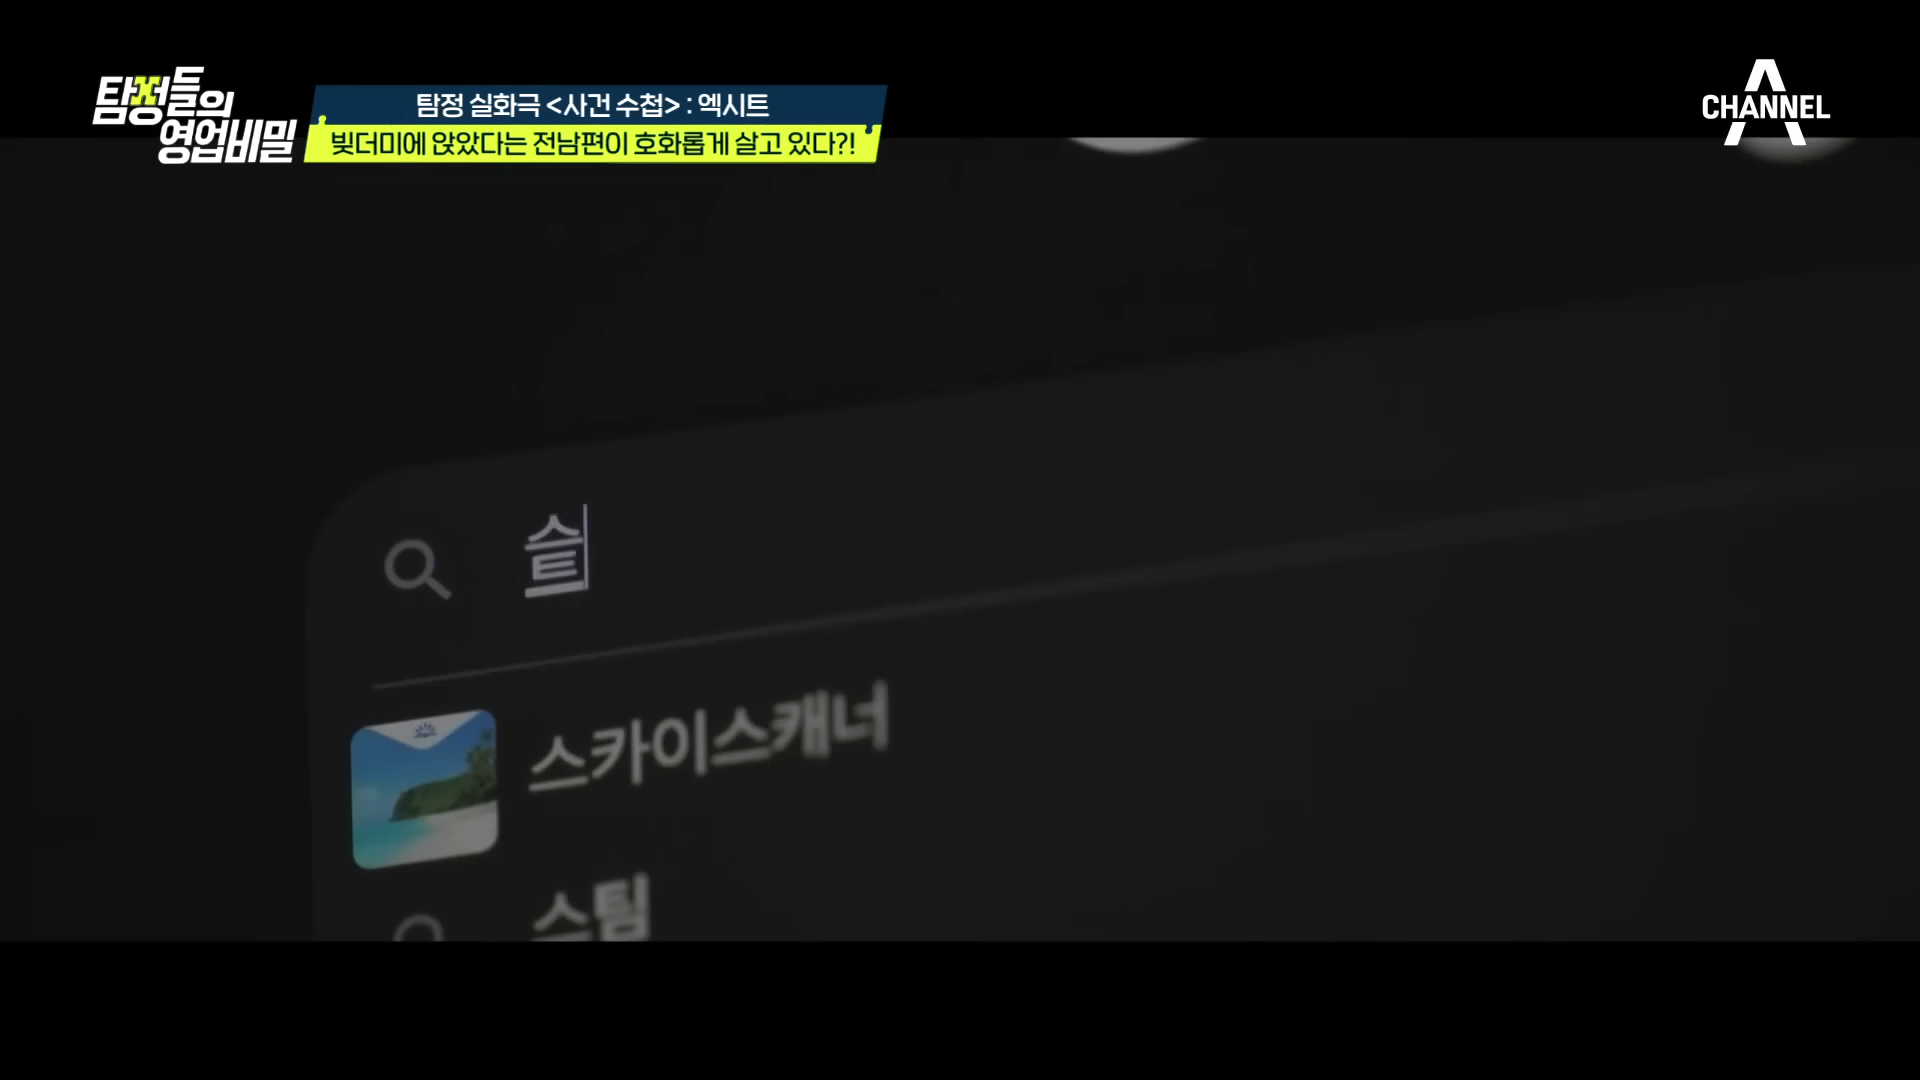 탐정들의
영업비밀
탐정 실화극 <사건 수첩> : 엑시트
빚더미에 앉았다는 전남편이 호화롭게 살고 있다?!
CHANNEL A
슽
스카이스캐너
스팀